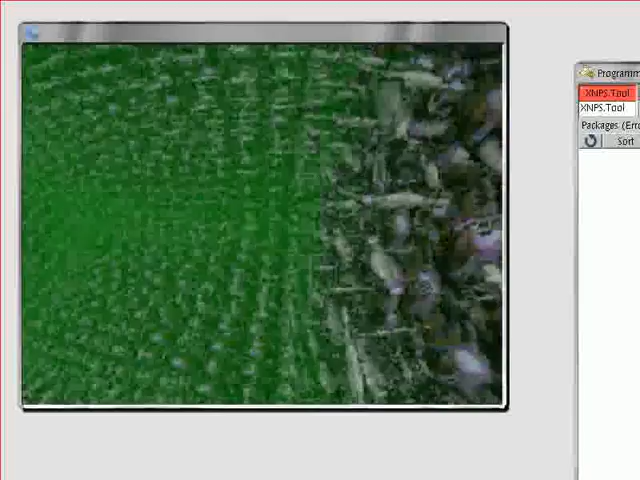 Programm
XNPS.Tool
XNPS.Tool
Packages (Erro
Sort